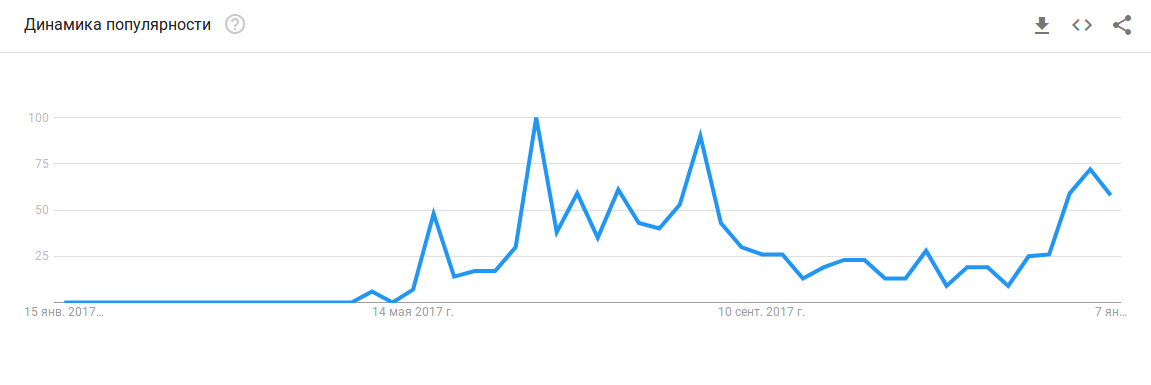 Динамика популярности ?
100
75
50
25
15 янв. 2017…
14 мая 2017 г.
10 сент. 2017 г.
7 ян…